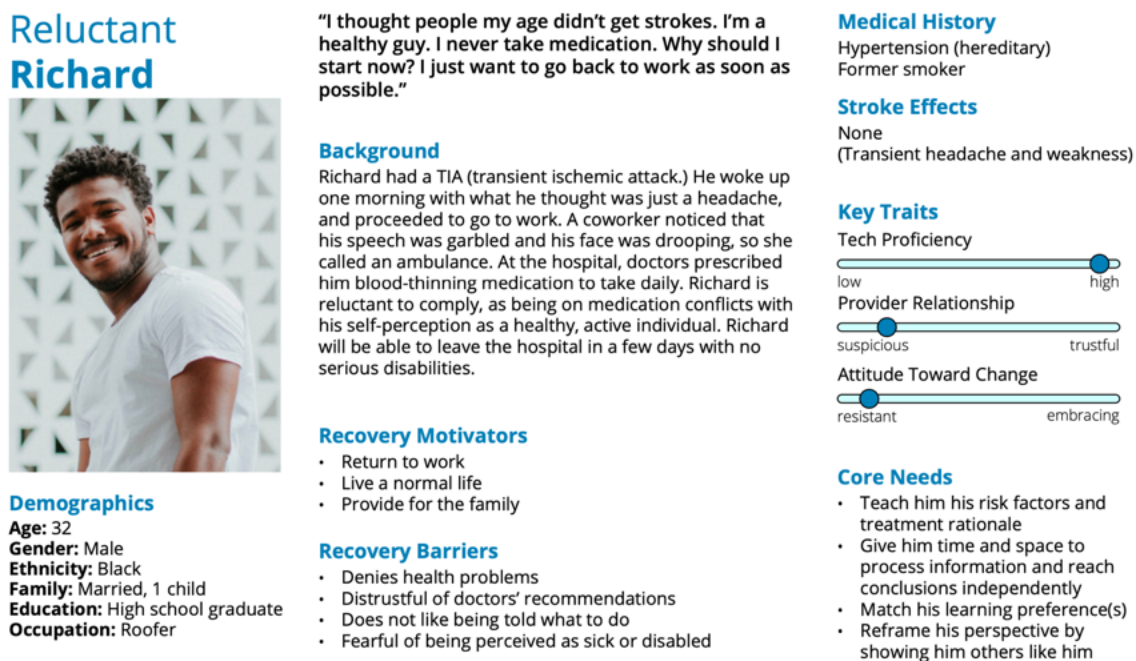 Reluctant
Richard
Demographics
Age: 32
Gender: Male
Ethnicity: Black
Family: Married, 1 child
Education: High school graduate
Occupation: Roofer
“I thought people my age didn’t get strokes. I’m a
healthy guy. I never take medication. Why should I
start now? I just want to go back to work as soon as
possible.”
Background
Richard had a TIA (transient ischemic attack.) He woke up
one morning with what he thought was just a headache,
and proceeded to go to work. A coworker noticed that
his speech was garbled and his face was drooping, so she
called an ambulance. At the hospital, doctors prescribed
him blood-thinning medication to take daily. Richard is
reluctant to comply, as being on medication conflicts with
his self-perception as a healthy, active individual. Richard
will be able to leave the hospital in a few days with no
serious disabilities.
Recovery Motivators
• Return to work
• Live a normal life
• Provide for the family
Recovery Barriers
• Denies health problems
• Distrustful of doctors’ recommendations
• Does not like being told what to do
• Fearful of being perceived as sick or disabled
Medical History
Hypertension (hereditary)
Former smoker
Stroke Effects
None
(Transient headache and weakness)
Key Traits
Tech Proficiency
low high
Provider Relationship
suspicious trustful
Attitude Toward Change
resistant embracing
Core Needs
• Teach him his risk factors and
treatment rationale
• Give him time and space to
process information and reach
conclusions independently
• Match his learning preference(s)
• Reframe his perspective by
showing him others like him